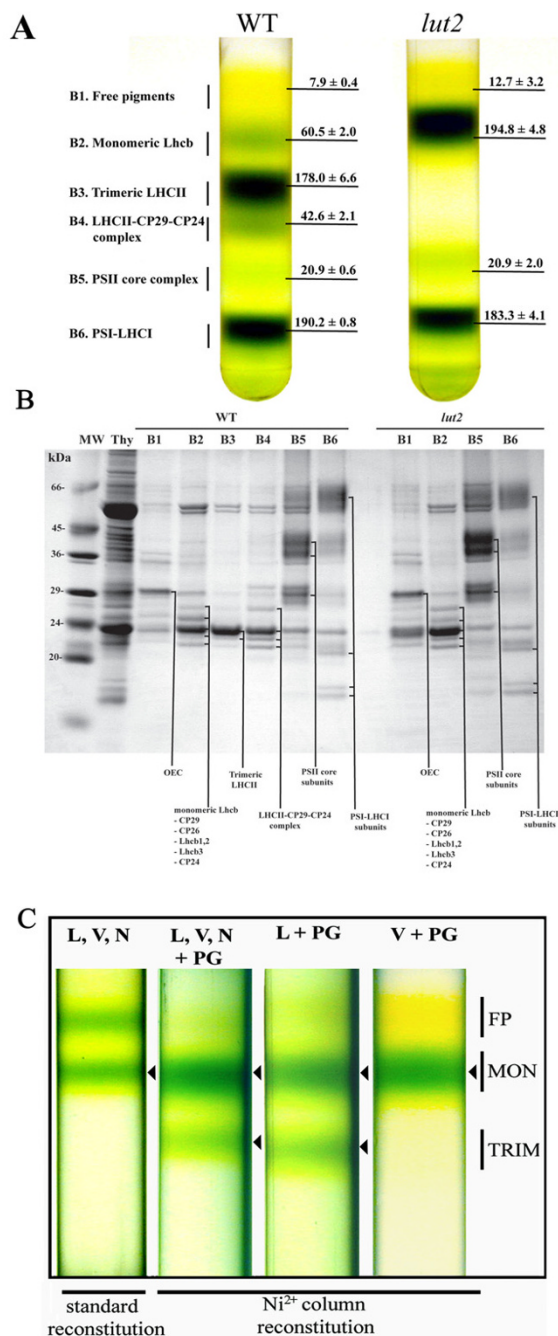 A
WT
lut2
B1. Free pigments
7.9 ± 0.4
12.7 ± 3.2
B2. Monomeric Lhcb
60.5 ± 2.0
194.8 ± 4.8
B3. Trimeric LHCII
178.0 ± 6.6
B4. LHCII-CP29-CP24
complex
42.6 ± 2.1
B5. PSII core complex
20.9 ± 0.6
20.9 ± 2.0
B6. PSI-LHCI
190.2 ± 0.8
183.3 ± 4.1
B
WT
lut2
MW Thy B1 B2 B3 B4 B5 B6 B1 B2 B5 B6
kDa
66-
45-
36-
29-
24-
20-
OEC
Trimeric
LHCII
PSII core
subunits
monomeric Lhcb
- CP29
- CP26
- Lhcb1,2
- Lhcb3
- CP24
LHCII-CP29-CP24
complex
PSI-LHCI
subunits
OEC
PSII core
subunits
monomeric Lhcb
- CP29
- CP26
- Lhcb1,2
- Lhcb3
- CP24
PSI-LHCI
subunits
C
L, V, N
L, V, N
+ PG
L + PG
V + PG
FP
MON
TRIM
standard
reconstitution
Ni²⁺ column
reconstitution